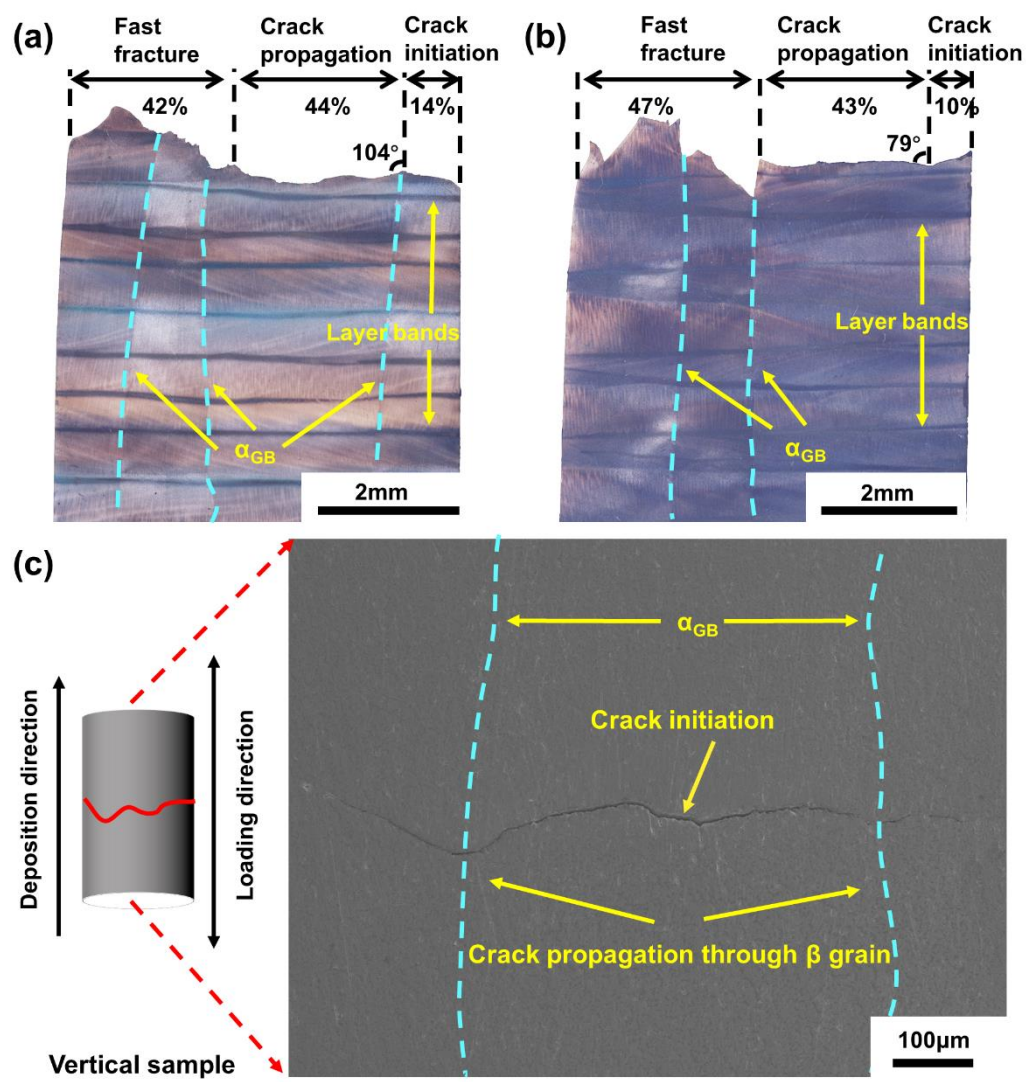 (a)
Fast
fracture
Crack
propagation
Crack
initiation
42%
44%
14%
104°
Layer bands
αGB
2mm
(b)
Fast
fracture
Crack
propagation
Crack
initiation
47%
43%
10%
79°
Layer bands
αGB
2mm
(c)
Deposition direction
Loading direction
Vertical sample
αGB
Crack initiation
Crack propagation through β grain
100μm